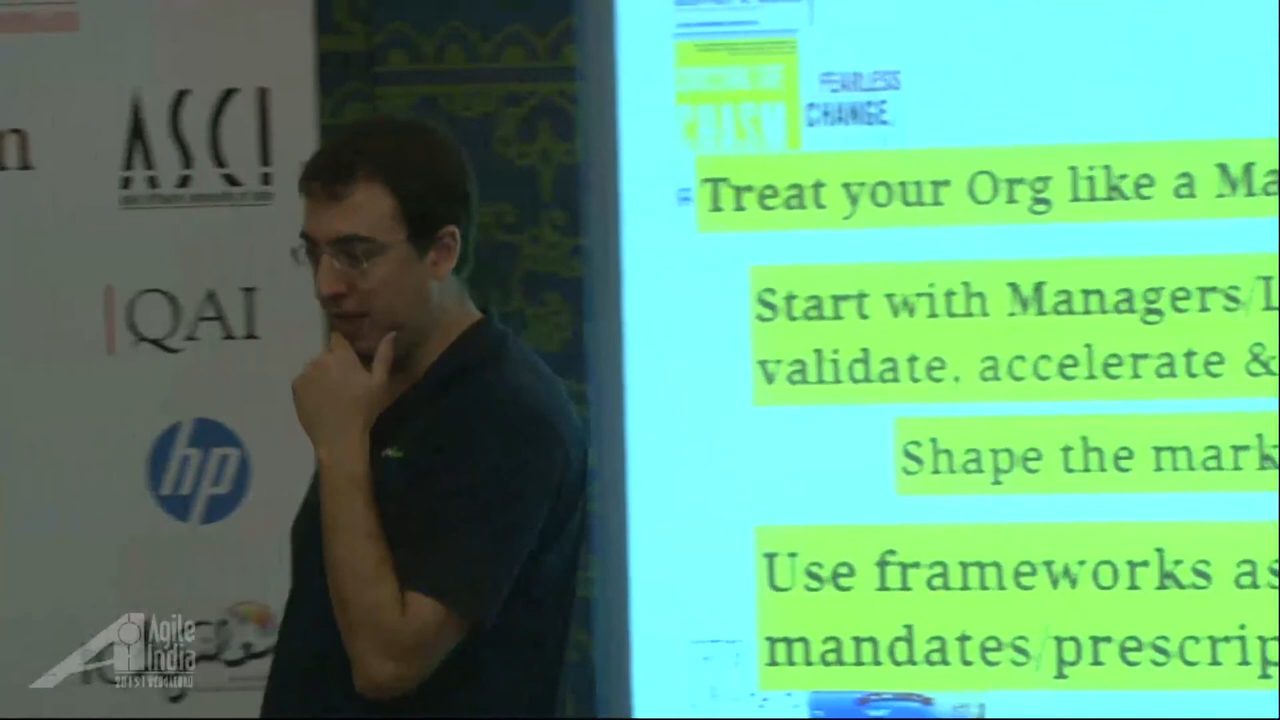 n
ASCI
QAI
hp
Agile
India
FEARLESS
CHANGE
CHASM
Treat your Org like a Ma
Start with Managers/L
validate, accelerate &
Shape the mark
Use frameworks as
mandates/prescrip